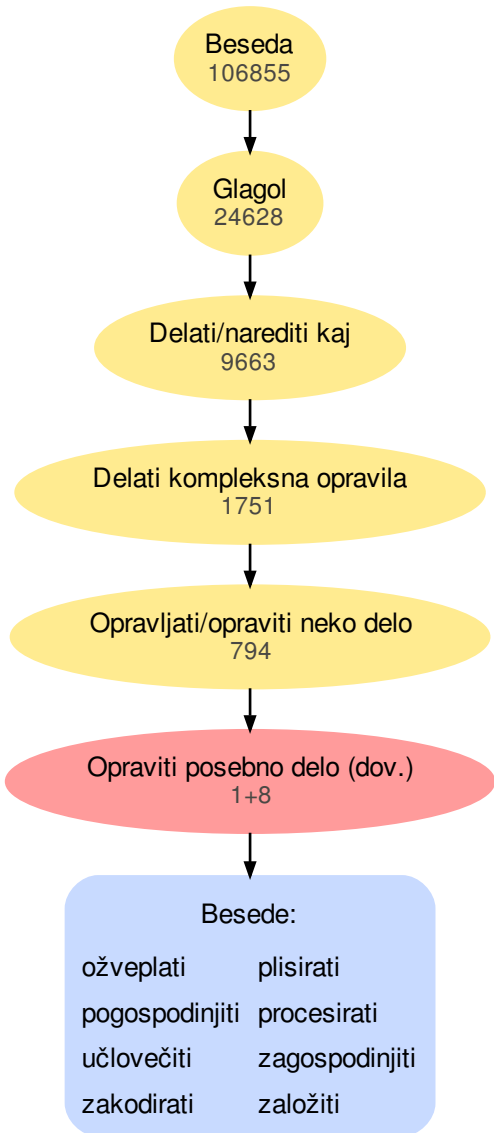 Beseda
106855
Glagol
24628
Delati/narediti kaj
9663
Delati kompleksna opravila
1751
Opravljati/opraviti neko delo
794
Opraviti posebno delo (dov.)
1+8
Besede:
ožveplati plisirati
pogospodinjiti procesirati
učlovečiti zagospodinjiti
zakodirati založiti